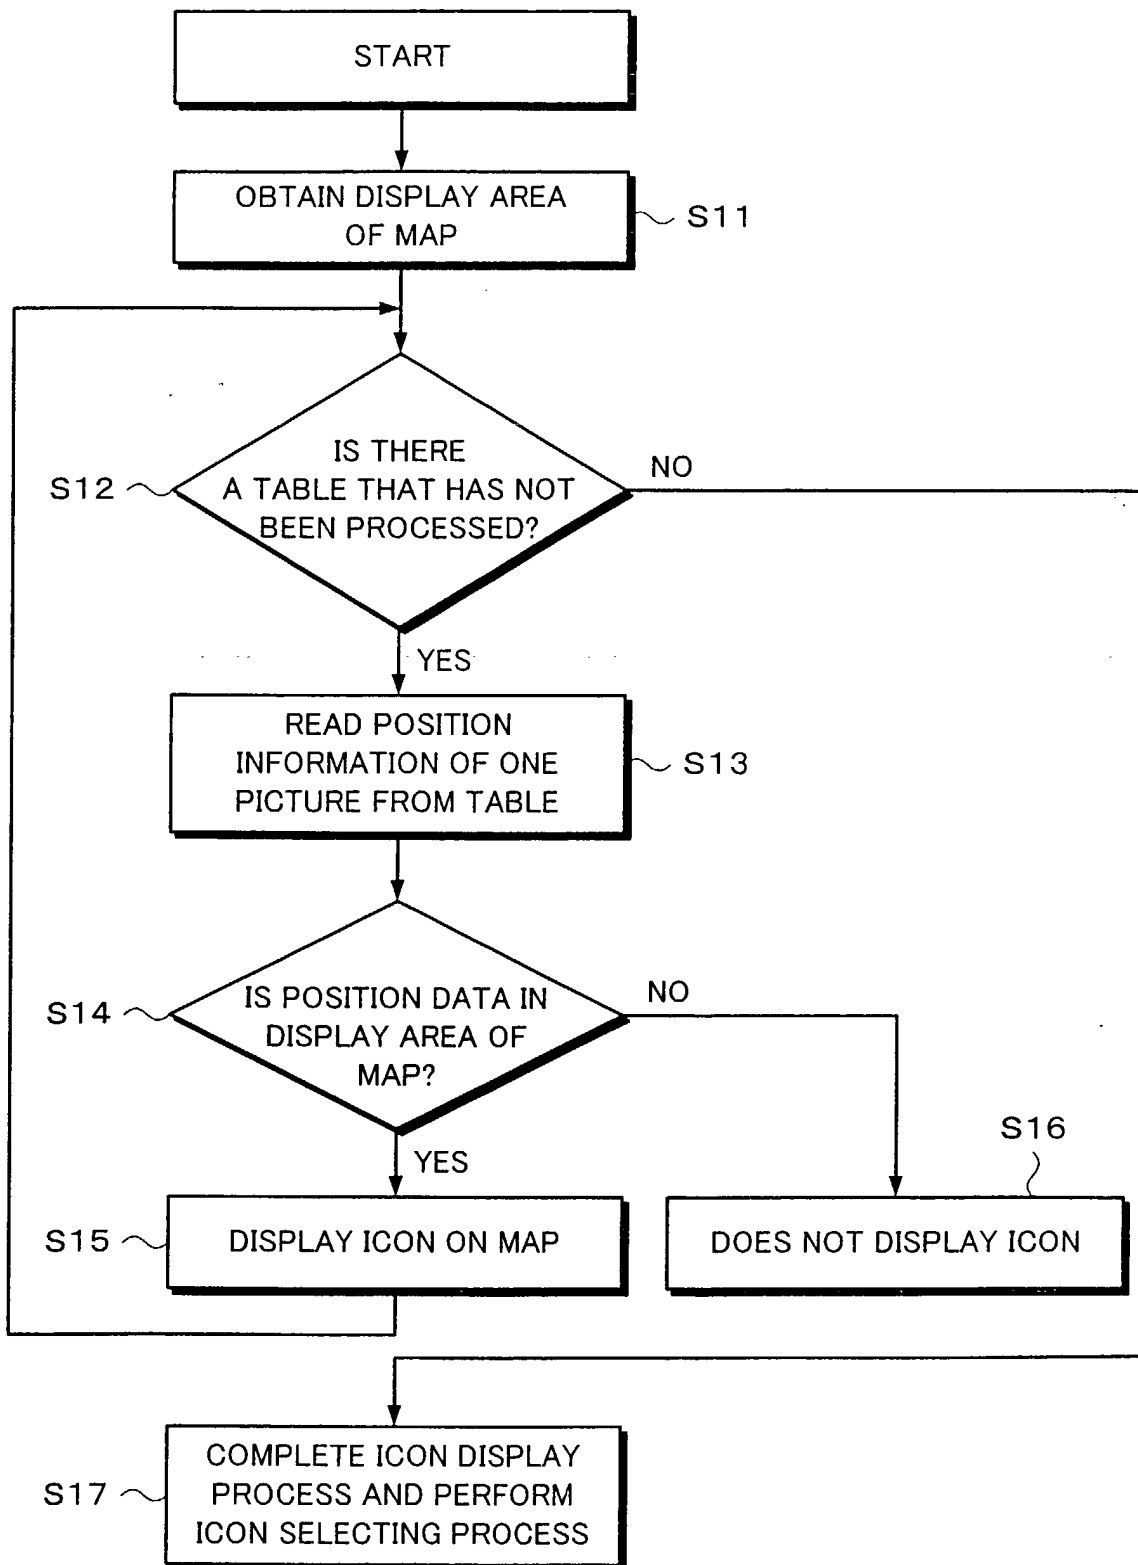 START
OBTAIN DISPLAY AREA
OF MAP
S11
IS THERE
A TABLE THAT HAS NOT
BEEN PROCESSED?
S12
NO
YES
READ POSITION
INFORMATION OF ONE
PICTURE FROM TABLE
S13
IS POSITION DATA IN
DISPLAY AREA OF
MAP?
S14
NO
YES
S16
S15
DISPLAY ICON ON MAP
DOES NOT DISPLAY ICON
COMPLETE ICON DISPLAY
PROCESS AND PERFORM
ICON SELECTING PROCESS
S17